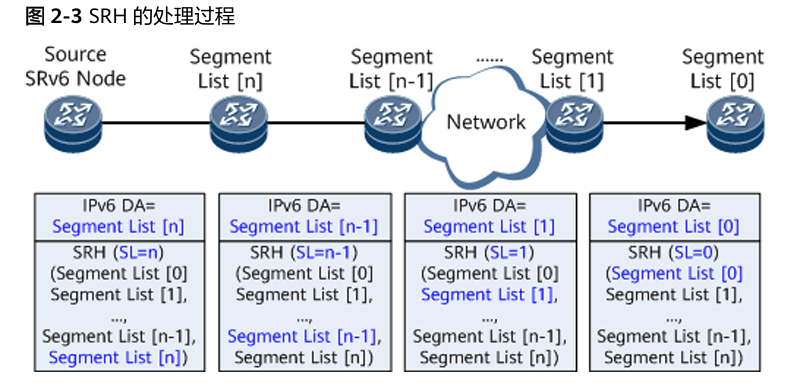 图 2-3 SRH 的处理过程
Source
SRv6 Node
Segment
List [n]
Segment
List [n-1]
......
Segment
List [1]
Segment
List [0]
Network
IPv6 DA=
Segment List [n]
SRH (SL=n)
(Segment List [0]
Segment List [1],
...,
Segment List [n-1],
Segment List [n])
IPv6 DA=
Segment List [n-1]
SRH (SL=n-1)
(Segment List [0]
Segment List [1],
...,
Segment List [n-1],
Segment List [n])
IPv6 DA=
Segment List [1]
SRH (SL=1)
(Segment List [0]
Segment List [1],
...,
Segment List [n-1],
Segment List [n])
IPv6 DA=
Segment List [0]
SRH (SL=0)
(Segment List [0]
Segment List [1],
...,
Segment List [n-1],
Segment List [n])